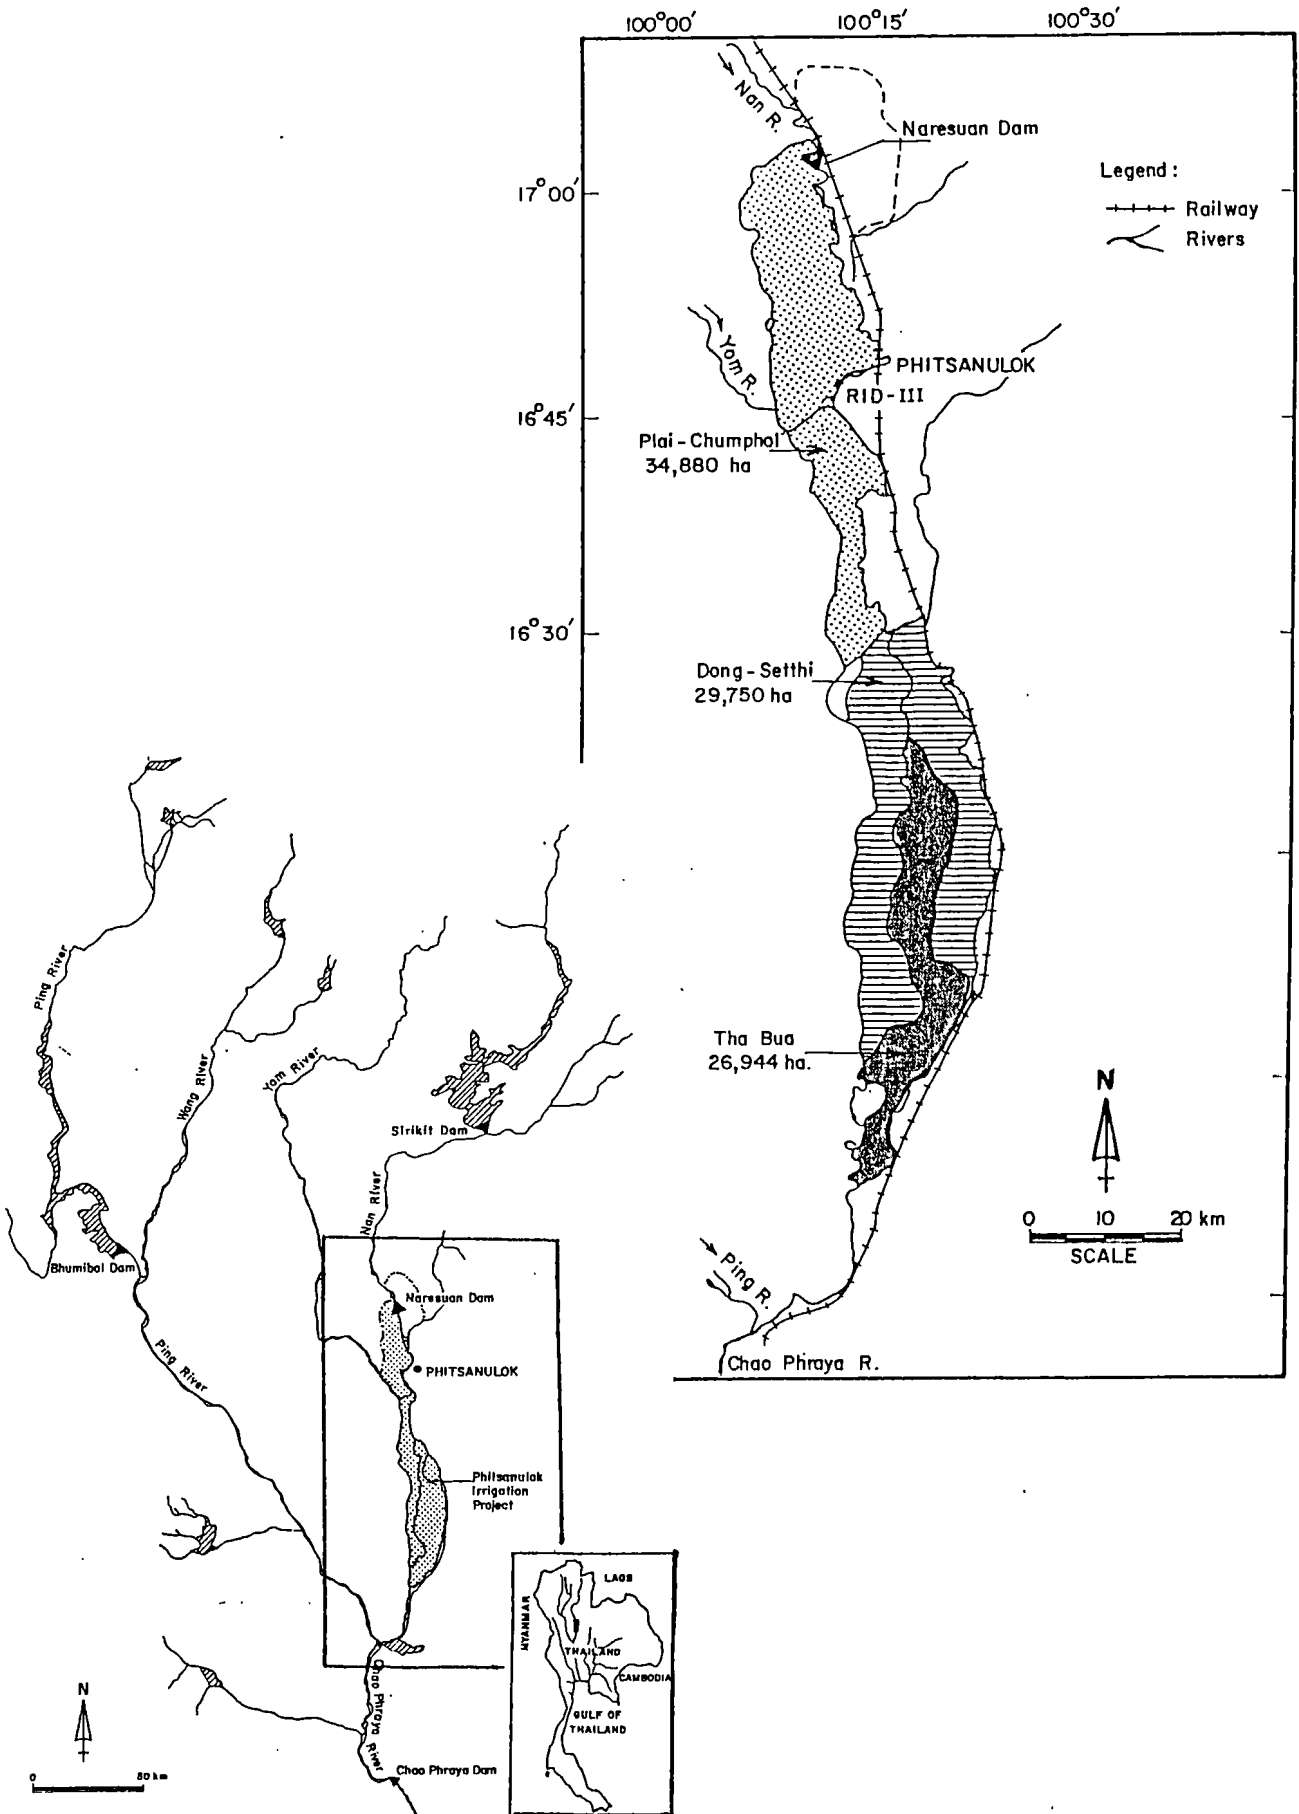 100°00′ 100°15′ 100°30′
Nan R.
Naresuan Dam
Legend :
Railway
Rivers
17°00′
Yom R.
PHITSANULOK
RID-III
16°45′
Plai-Chumphol
34,880 ha
16°30′
Dong-Setthi
29,750 ha
Tha Bua
26,944 ha.
N
0 10 20 km
SCALE
Ping R.
Chao Phraya R.
Ping River
Wang River
Yom River
Sirikit Dam
Nan River
Bhumibol Dam
Naresuan Dam
Ping River
PHITSANULOK
Phitsanulok
Irrigation
Project
LAOS
MYANMAR
THAILAND
CAMBODIA
GULF OF
THAILAND
Chao Phraya River
Chao Phraya Dam
N
0 50 km